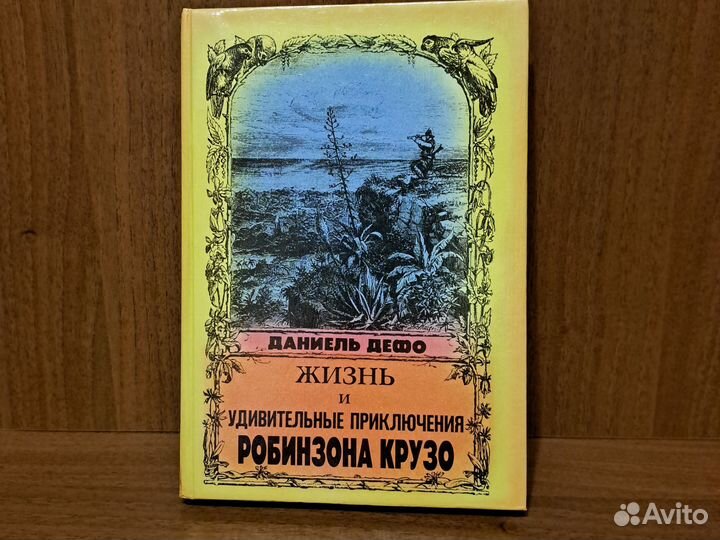 ДАНИЕЛЬ ДЕФО
ЖИЗНЬ
и
УДИВИТЕЛЬНЫЕ ПРИКЛЮЧЕНИЯ
РОБИНЗОНА КРУЗО
Avito